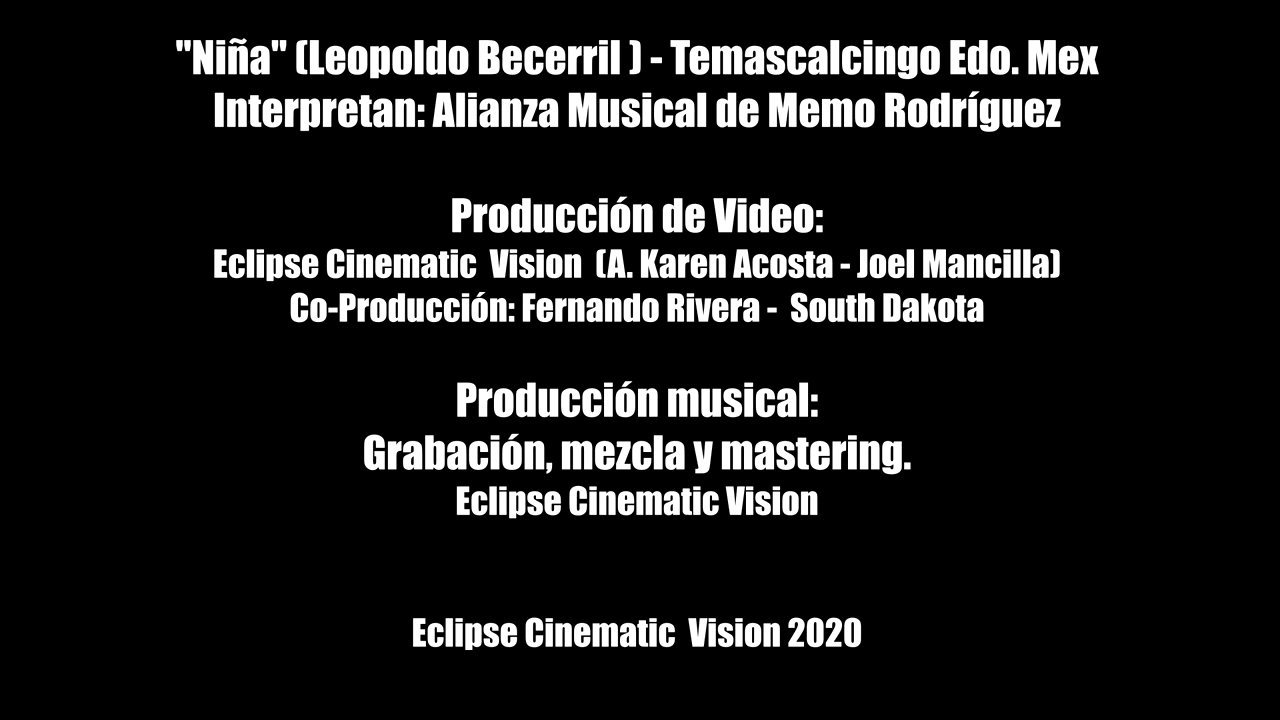 "Niña" (Leopoldo Becerril ) - Temascalcingo Edo. Mex
Interpretan: Alianza Musical de Memo Rodríguez
Producción de Video:
Eclipse Cinematic  Vision  (A. Karen Acosta - Joel Mancilla)
Co-Producción: Fernando Rivera -  South Dakota
Producción musical:
Grabación, mezcla y mastering.
Eclipse Cinematic Vision
Eclipse Cinematic  Vision 2020